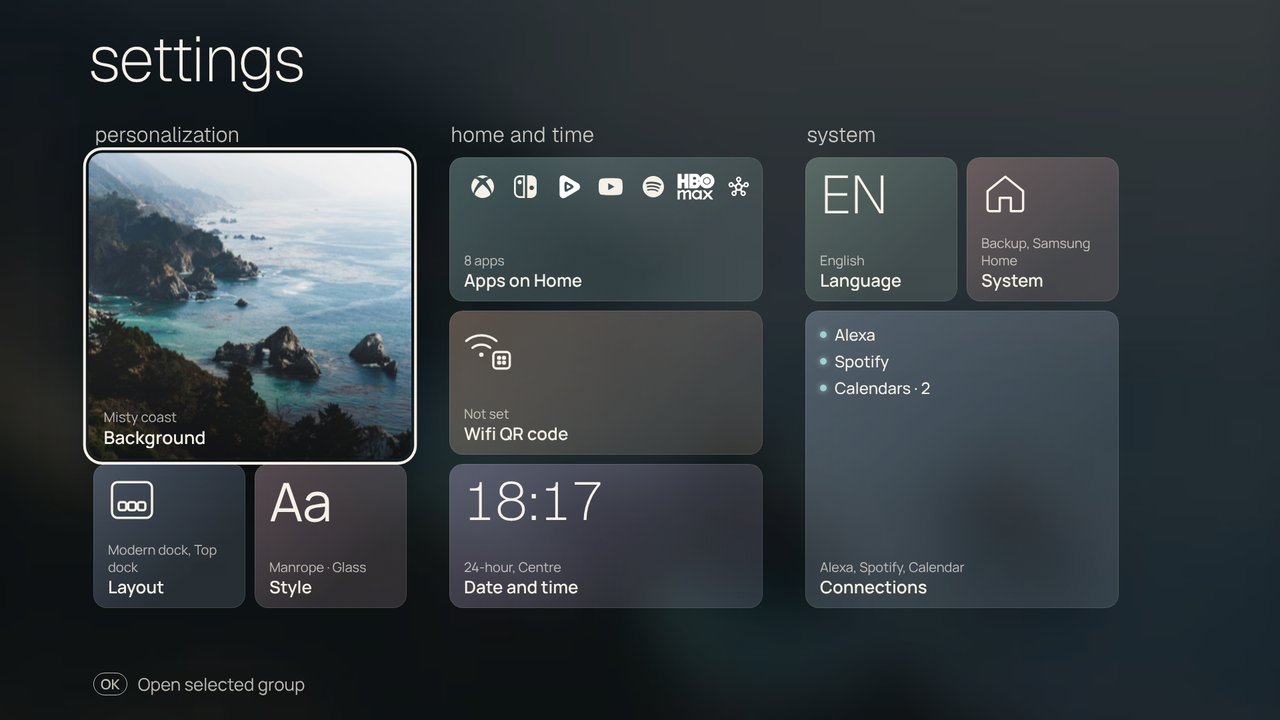 settings
personalization
Misty coast
Background
Modern dock, Top
dock
Layout
Aa
Manrope · Glass
Style
home and time
HBO
max
8 apps
Apps on Home
Not set
Wifi QR code
18:17
24-hour, Centre
Date and time
system
EN
English
Language
Backup, Samsung
Home
System
Alexa
Spotify
Calendars · 2
Alexa, Spotify, Calendar
Connections
OK Open selected group